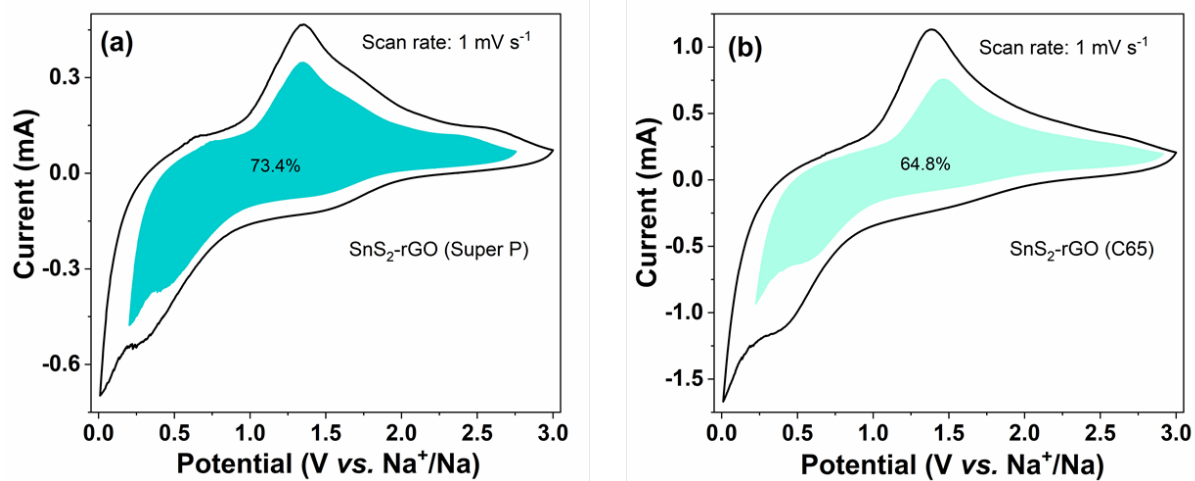 (a)
Scan rate: 1 mV s⁻¹
0.3
0.0
-0.3
-0.6
Current (mA)
73.4%
SnS₂-rGO (Super P)
0.0 0.5 1.0 1.5 2.0 2.5 3.0
Potential (V vs. Na⁺/Na)
(b)
Scan rate: 1 mV s⁻¹
1.0
0.5
0.0
-0.5
-1.0
-1.5
Current (mA)
64.8%
SnS₂-rGO (C65)
0.0 0.5 1.0 1.5 2.0 2.5 3.0
Potential (V vs. Na⁺/Na)